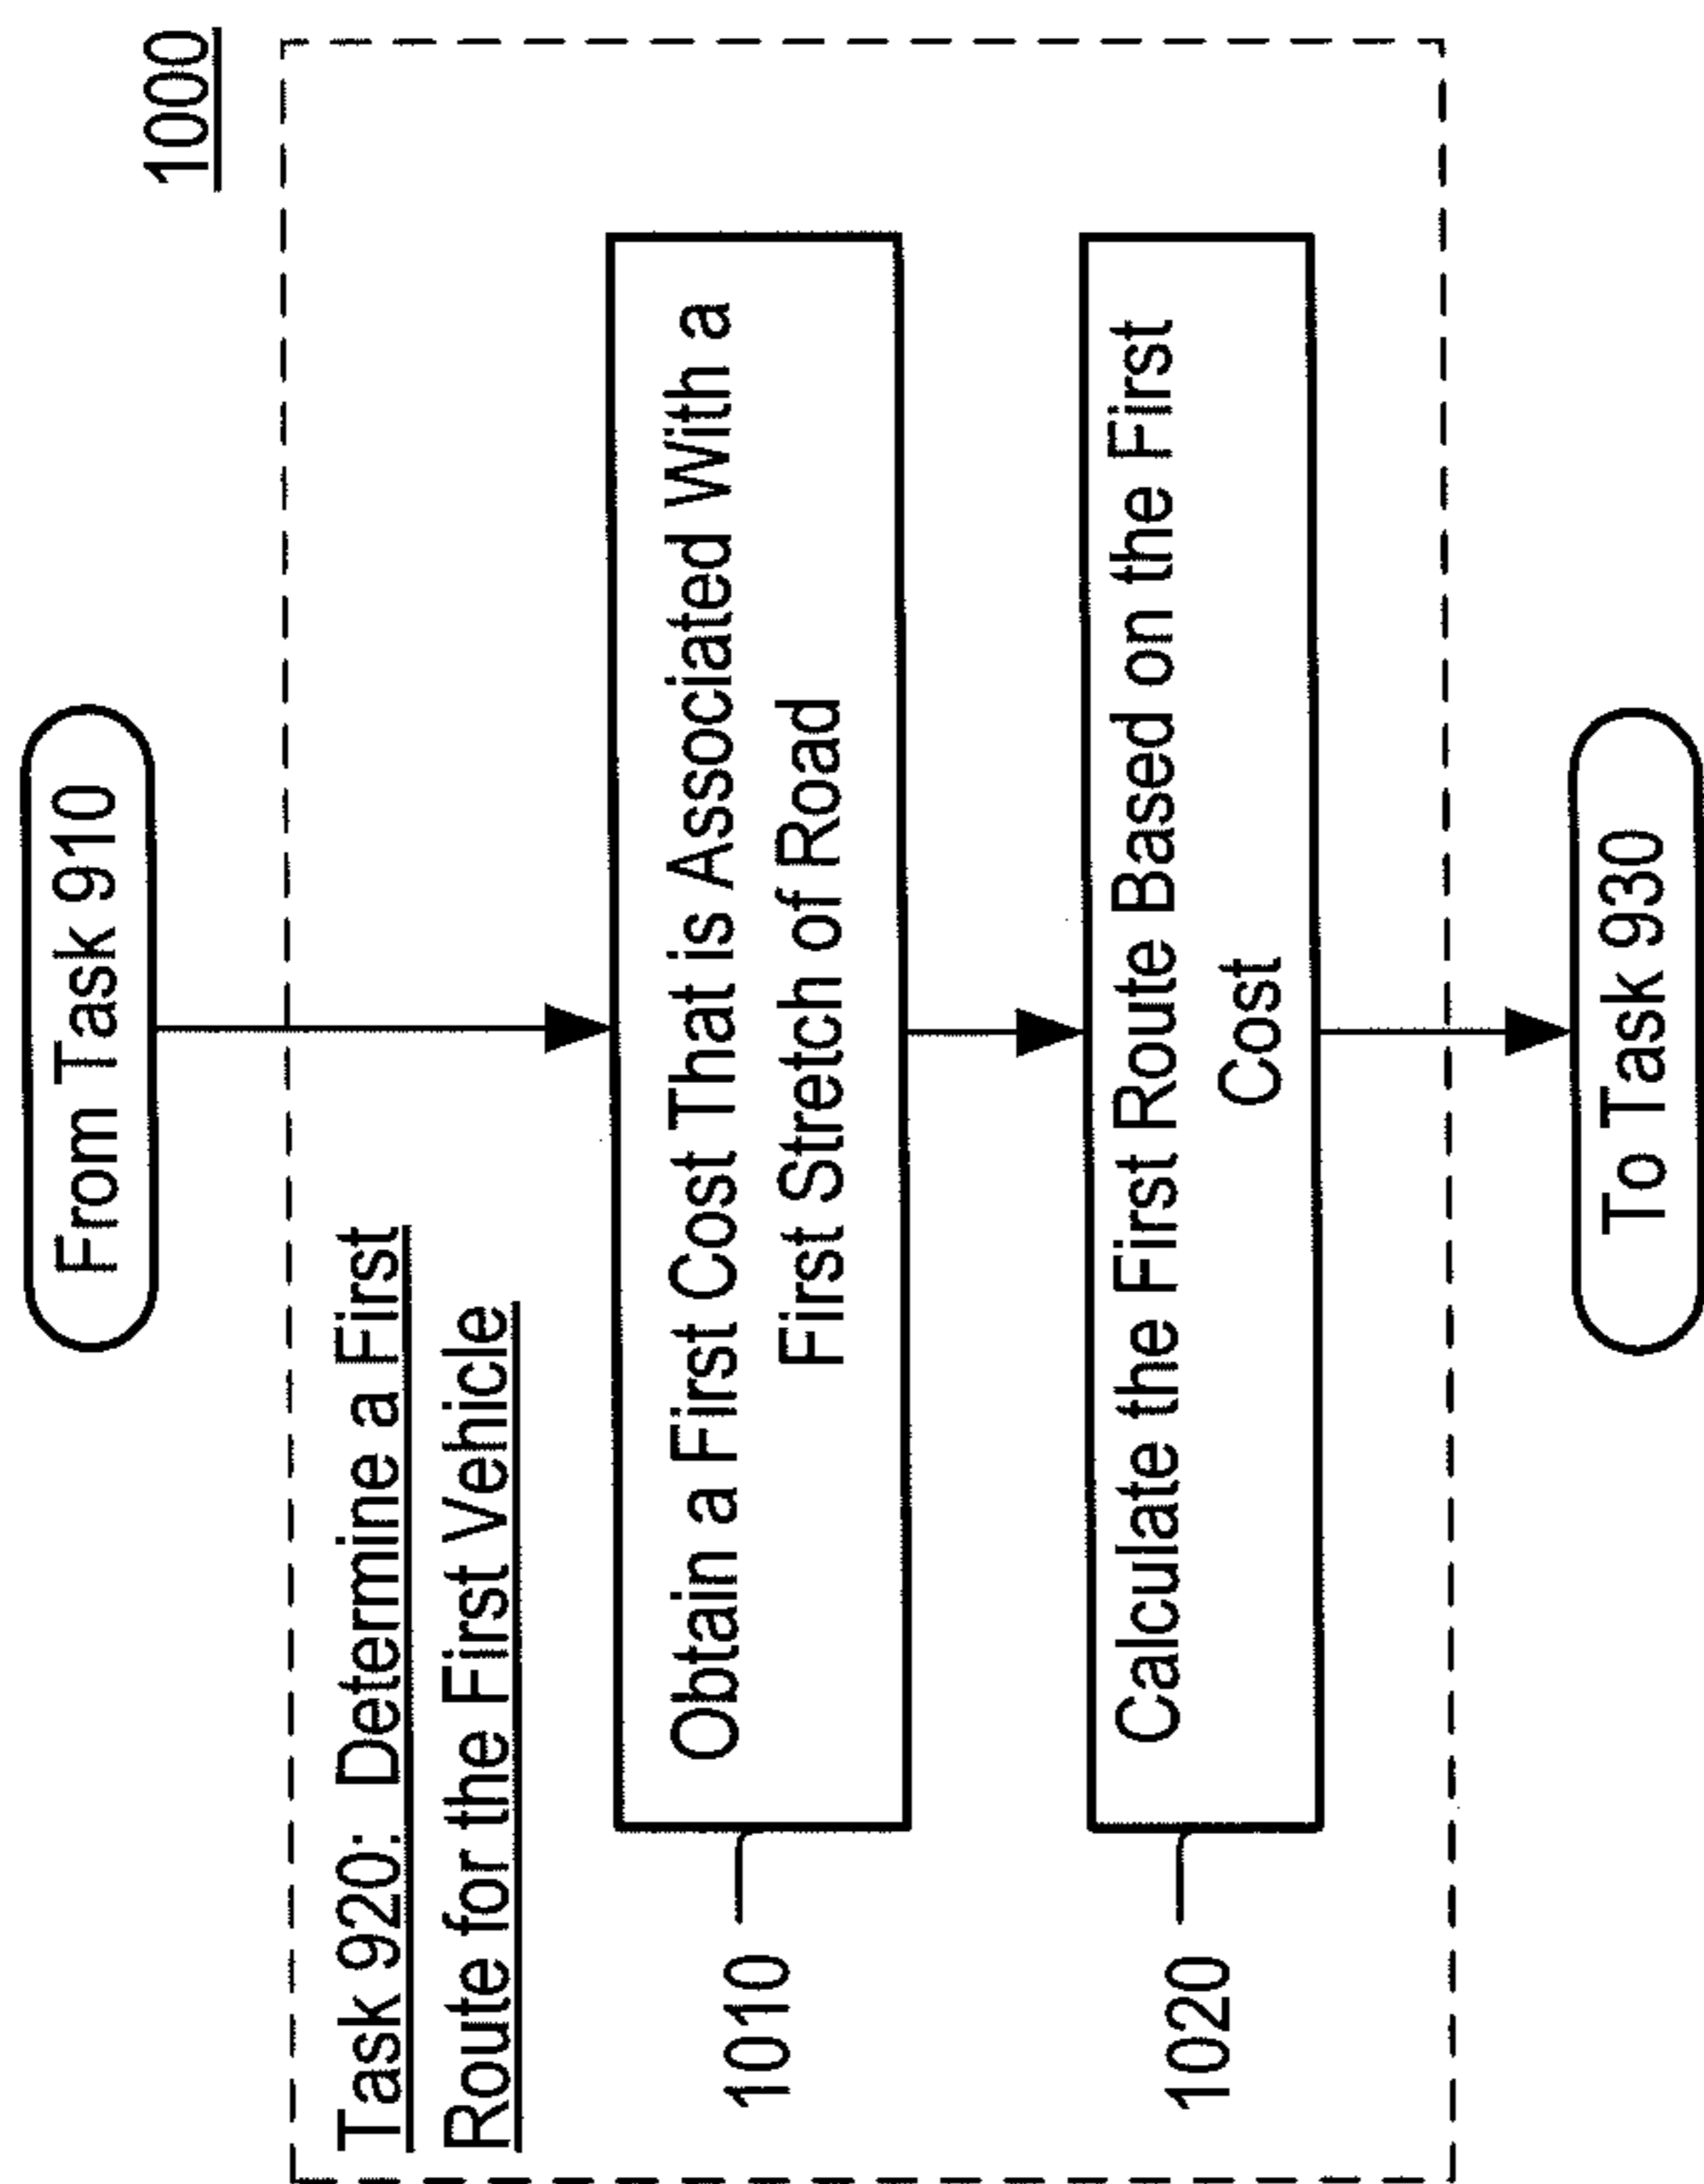 1000
From Task 910
Task 920: Determine a First
Route for the First Vehicle
Obtain a First Cost That is Associated With a
First Stretch of Road
1010
Calculate the First Route Based on the First
Cost
1020
To Task 930